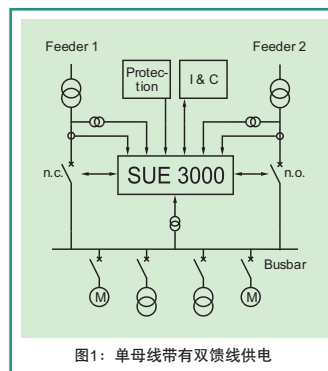 Feeder 1
Feeder 2
Protec-
tion
I & C
n.c.
SUE 3000
n.o.
Busbar
M
M
图1：单母线带有双馈线供电